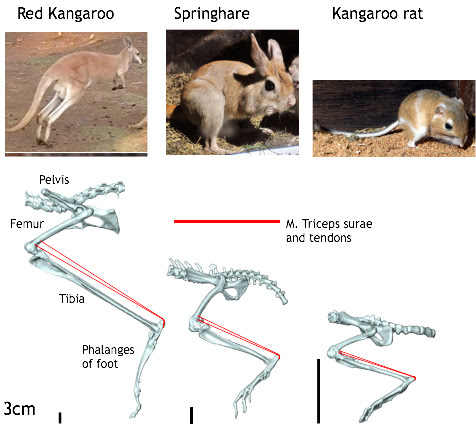 Red Kangaroo
Springhare
Kangaroo rat
Pelvis
Femur
M. Triceps surae
and tendons
Tibia
Phalanges
of foot
3cm